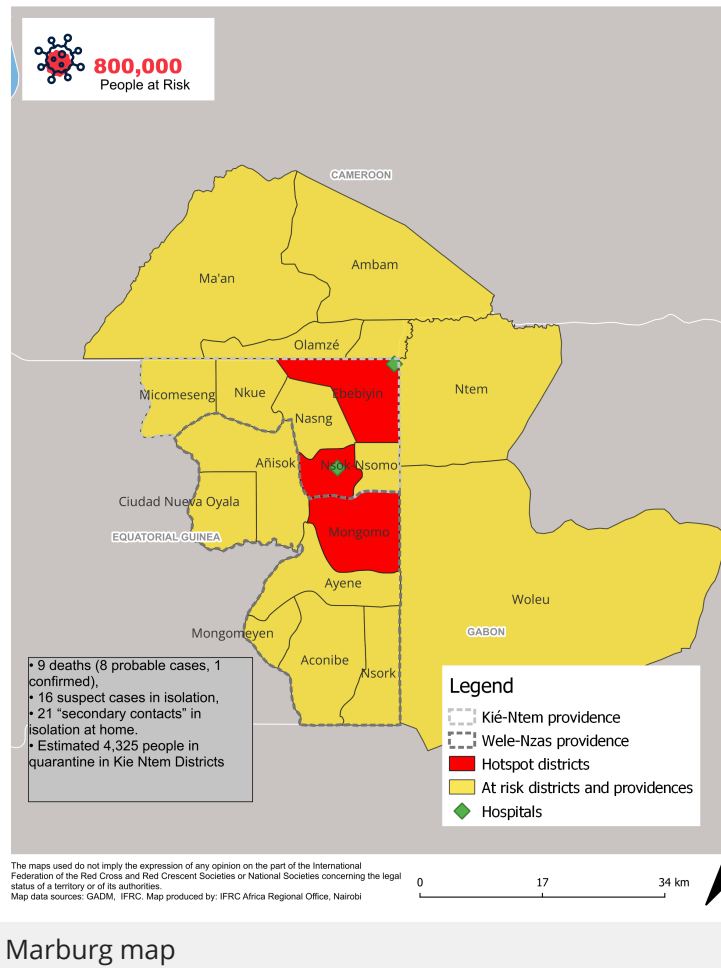 800,000
People at Risk
CAMEROON
Ambam
Ma'an
Olamzé
Micomeseng
Nkue
Ebebiyin
Ntem
Nasng
Añisok
Nsok-Nsomo
Ciudad Nueva Oyala
EQUATORIAL GUINEA
Mongomo
Ayene
Woleu
GABON
Mongomeyen
Aconibe
Nsork
• 9 deaths (8 probable cases, 1
confirmed),
• 16 suspect cases in isolation,
• 21 “secondary contacts” in
isolation at home.
• Estimated 4,325 people in
quarantine in Kie Ntem Districts
Legend
Kié-Ntem providence
Wele-Nzas providence
Hotspot districts
At risk districts and providences
Hospitals
The maps used do not imply the expression of any opinion on the part of the International
Federation of the Red Cross and Red Crescent Societies or National Societies concerning the legal
status of a territory or of its authorities.
Map data sources: GADM, IFRC. Map produced by: IFRC Africa Regional Office, Nairobi
0 17 34 km
Marburg map